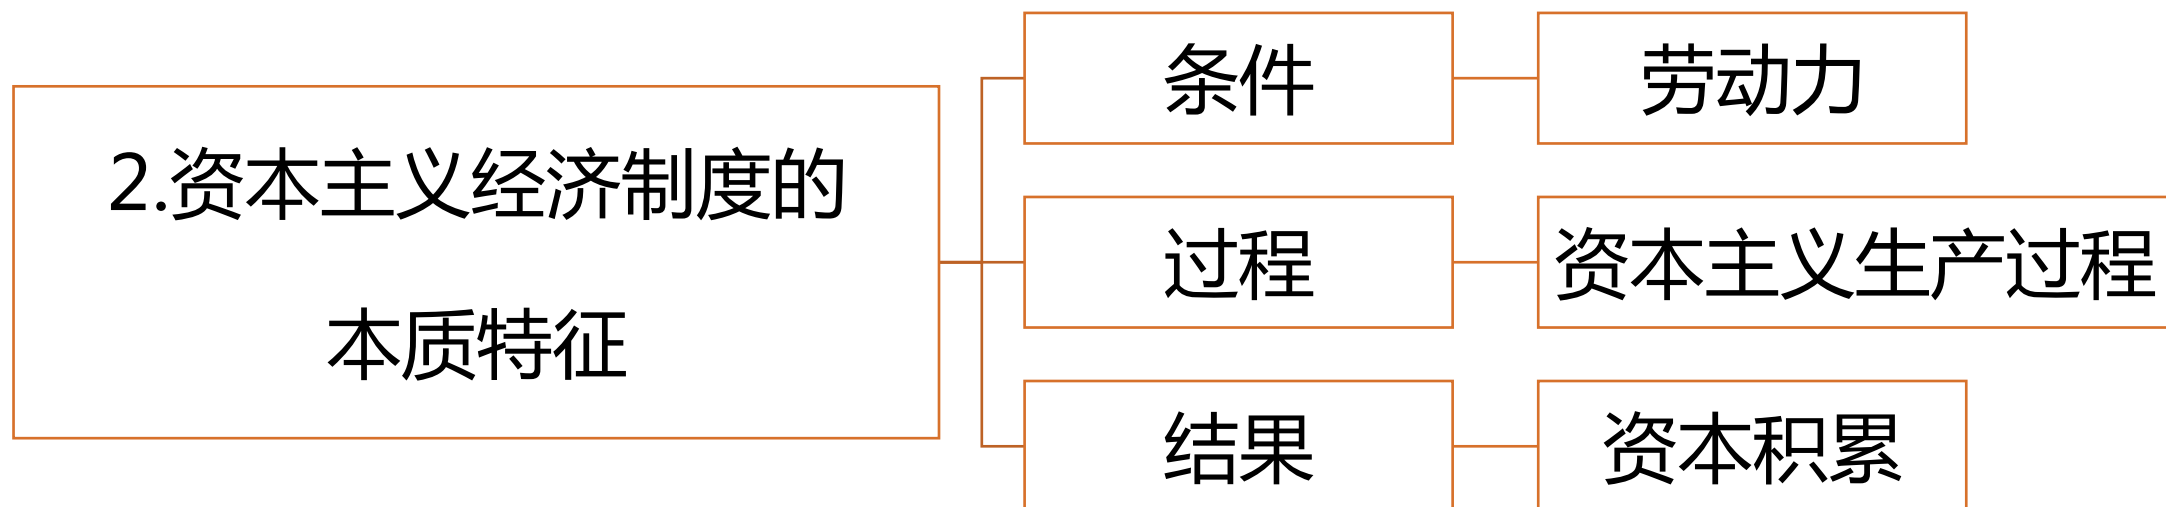 2.资本主义经济制度的
本质特征
条件
劳动力
过程
资本主义生产过程
结果
资本积累